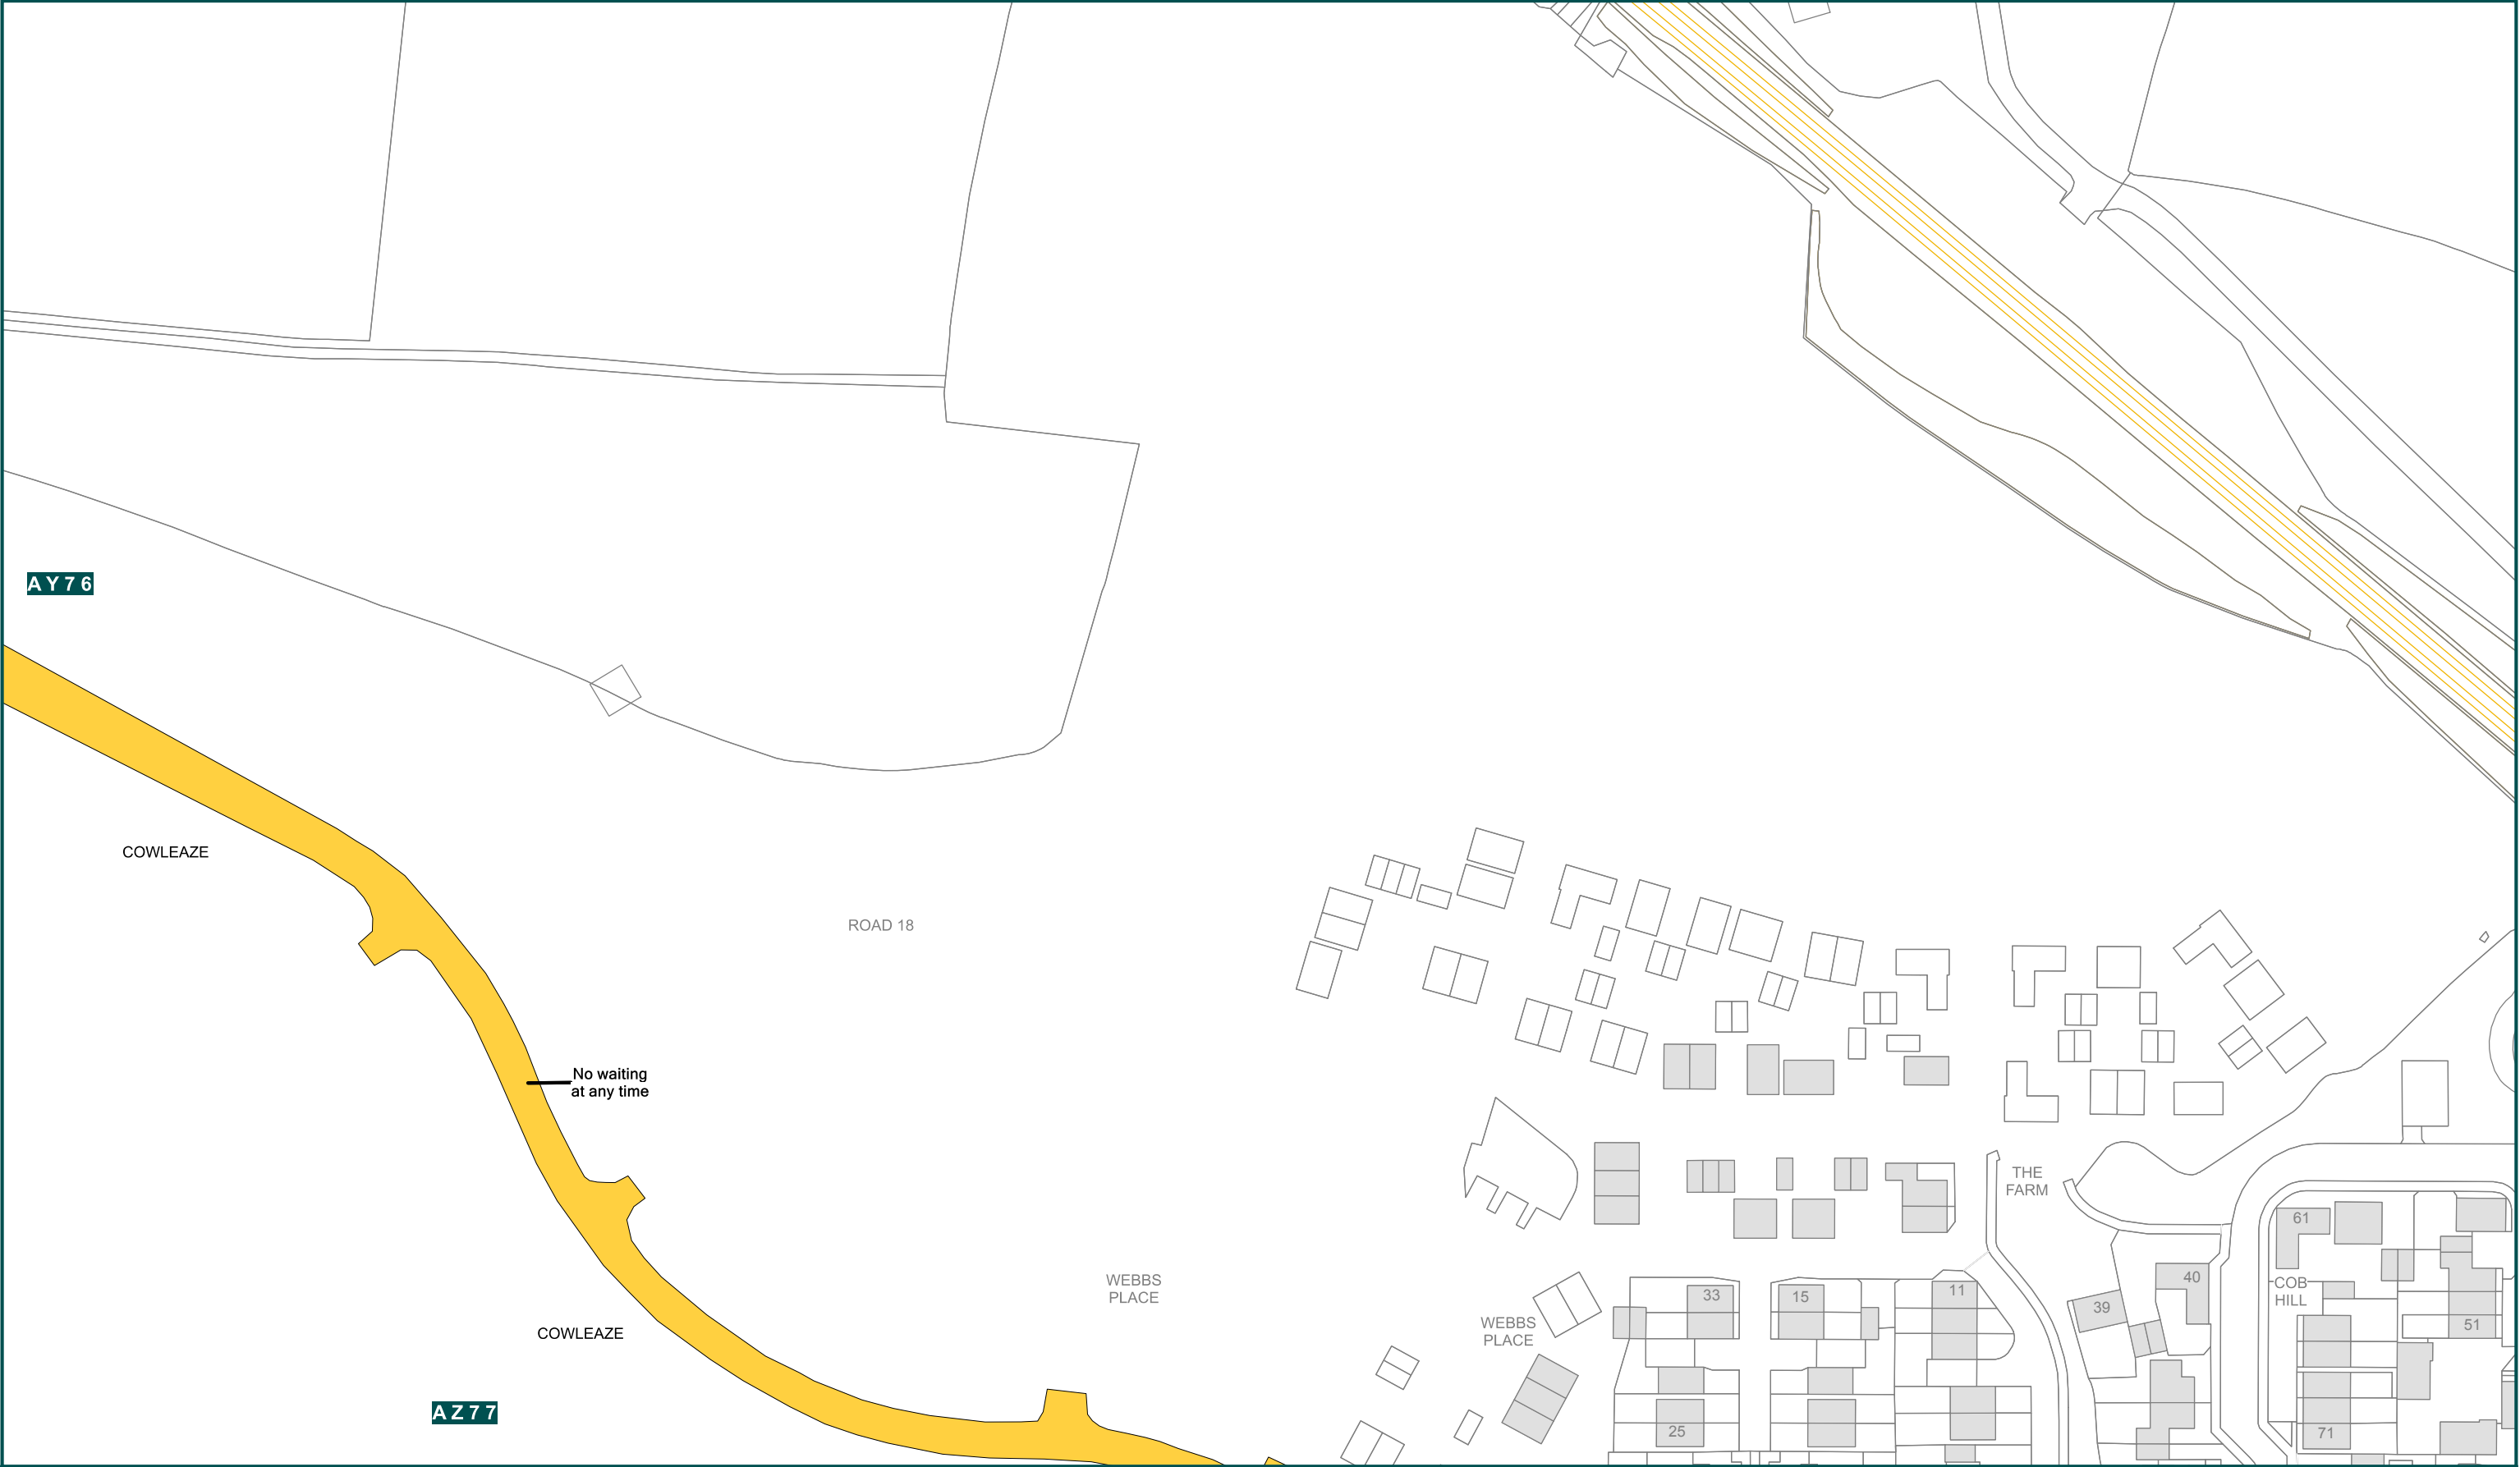 AY76
COWLEAZE
ROAD 18
No waiting
at any time
THE
FARM
61
40
COB
HILL
WEBBS
PLACE
33
15
11
39
51
WEBBS
PLACE
COWLEAZE
AZ77
25
71